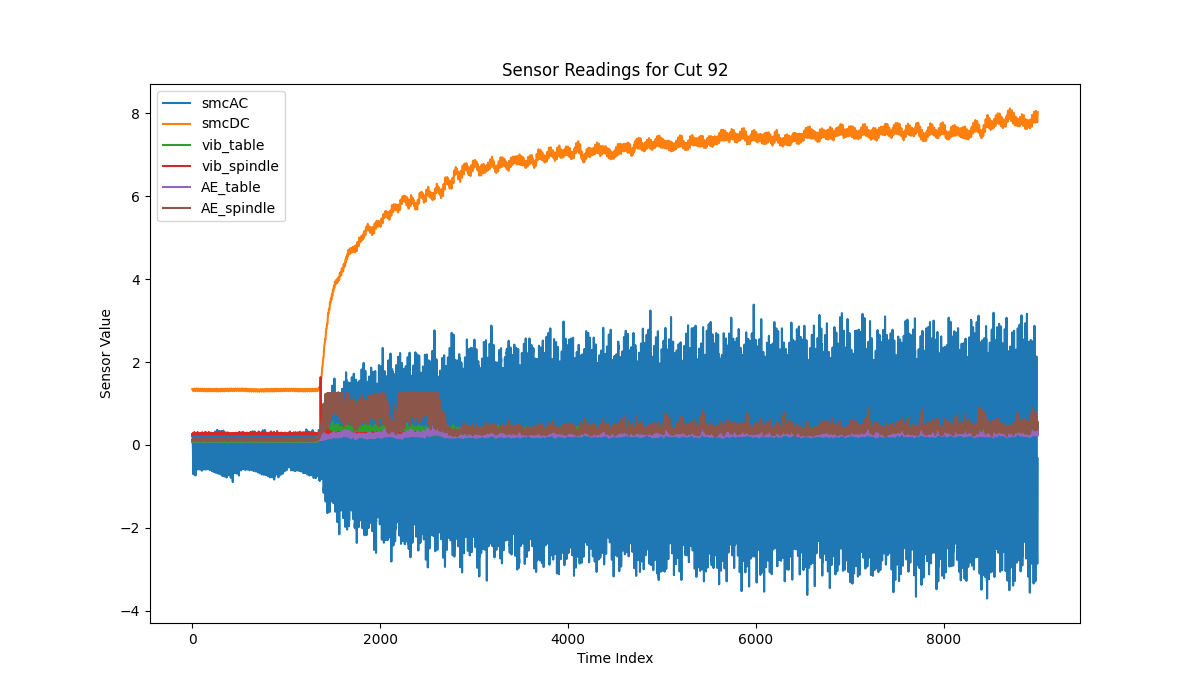 Sensor Readings for Cut 92
smcAC
smcDC
vib_table
vib_spindle
AE_table
AE_spindle
8
6
4
2
0
−2
−4
Sensor Value
0 2000 4000 6000 8000
Time Index